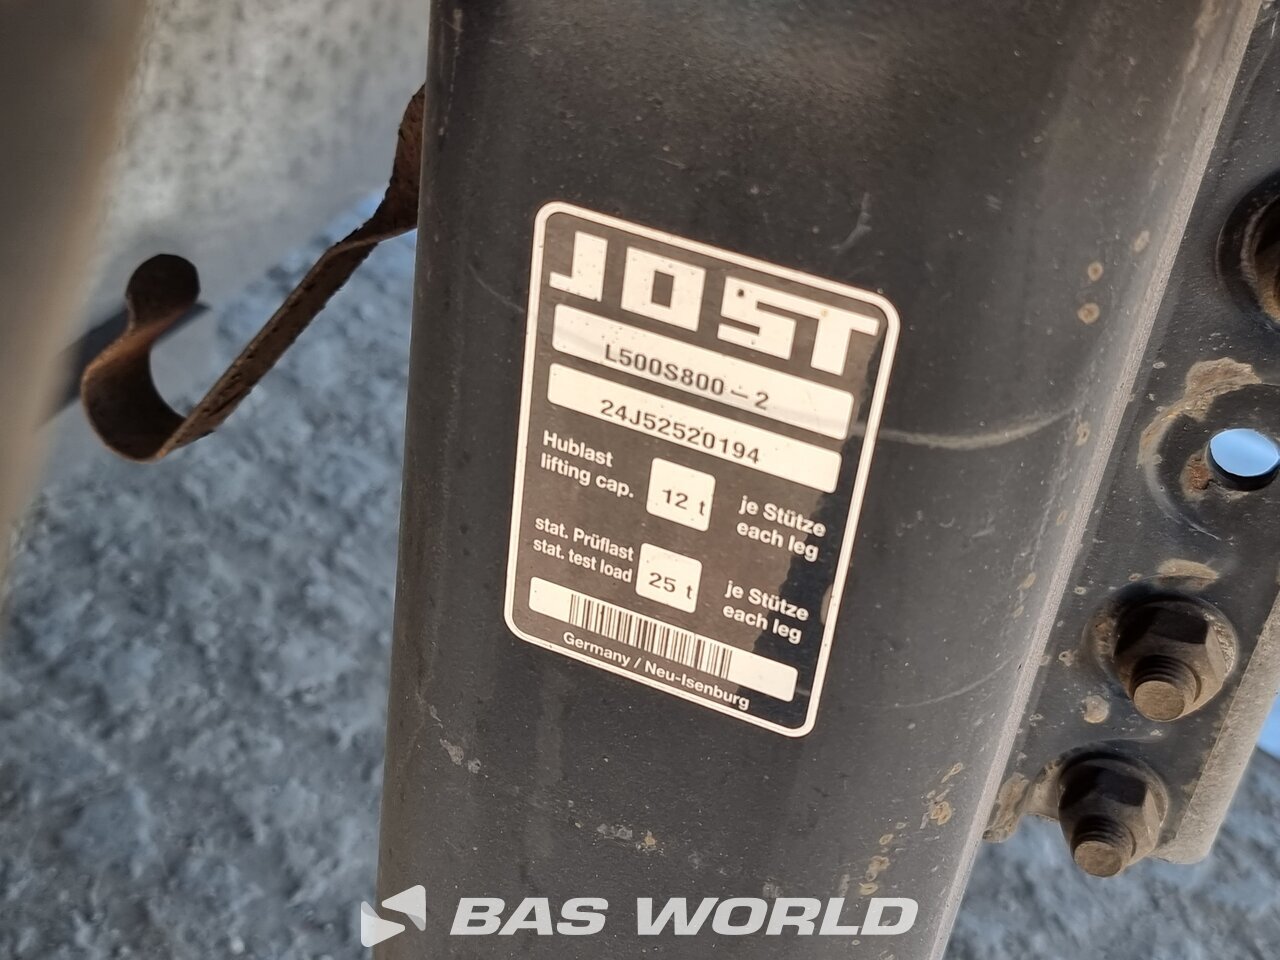 JOST
L500S800-2
24J52520194
Hublast
lifting cap.
12 t
je Stütze
each leg
stat. Prüflast
stat. test load
25 t
je Stütze
each leg
Germany / Neu-Isenburg
BAS WORLD